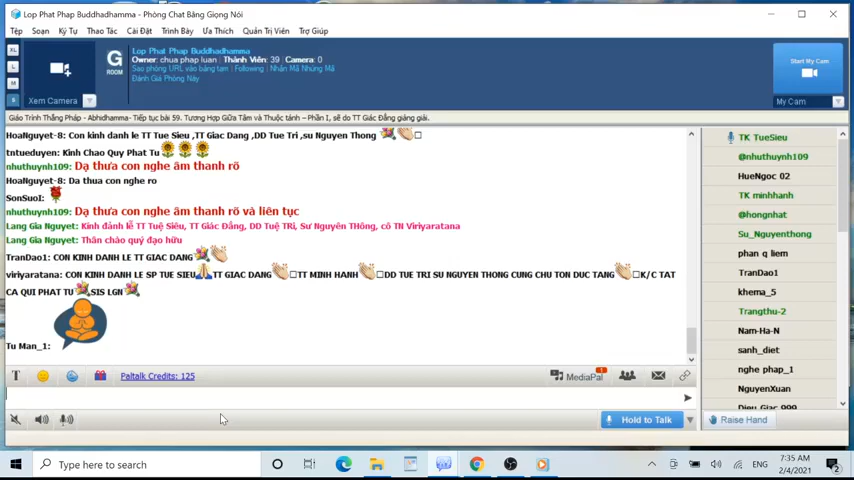 Lop Phat Phap Buddhadhamma - Phòng Chat Bằng Giọng Nói
Tệp Soạn Ký Tự Thao Tác Cài Đặt Trình Bày Ưa Thích Quản Trị Viên Trợ Giúp
XL
L
M
S
Xem Camera
G
ROOM
Lop Phat Phap Buddhadhamma
Owner: chua phap luan : Thành Viên: 39 : Camera: 0
Sao phỏng URL vào bảng tạm : Following : Nhận Mã Nhúng Mã
Đánh Giá Phòng Này
Start My Cam
My Cam
Giáo Trình Thắng Pháp - Abhidhamma- Tiếp tục bài 59. Tương Hợp Giữa Tâm và Thuộc tánh – Phần I, sẽ do TT Giác Đẳng giảng giải.
HoaNguyet-8: Con kinh danh le TT Tue Sieu ,TT Giac Dang ,DD Tue Tri ,su Nguyen Thong
tntueduyen: Kinh Chao Quy Phat Tu
nhuthuynh109: Dạ thưa con nghe âm thanh rõ
HoaNguyet-8: Da thua con nghe ro
SonSuoI:
nhuthuynh109: Dạ thưa con nghe âm thanh rõ và liên tục
Lang Gia Nguyet: Kính đảnh lễ TT Tuệ Siêu, TT Giác Đẳng, DD Tuệ TRi, Sư Nguyên THông, cô TN Viriyaratana
Lang Gia Nguyet: Thân chào quý đạo hữu
TranDao1: CON KINH DANH LE TT GIAC DANG
viriyaratana: CON KINH DANH LE SP TUE SIEU TT GIAC DANG TT MINH HANH DD TUE TRI SU NGUYEN THONG CUNG CHU TON DUC TANG K/C TAT
CA QUI PHAT TU SIS LGN
Tu Man_1:
TK TueSieu
@nhuthuynh109
HueNgoc 02
TK minhhanh
@hongnhat
Su_Nguyenthong
phan q liem
TranDao1
khema_5
Trangthu-2
Nam-Ha-N
sanh_diet
nghe phap_1
NguyenXuan
Dieu Giac 999
T Paltalk Credits: 125 MediaPal 1
Hold to Talk Raise Hand
Type here to search
ENG
7:35 AM
2/4/2021
2